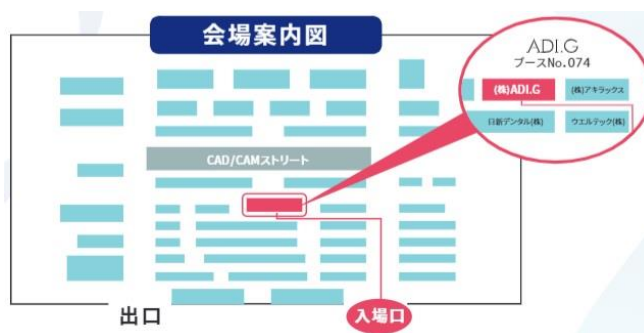 会場案内図
ADI.G
ブースNo.074
(株)ADI.G
(株)アキラックス
日新デンタル(株)
ウエルテック(株)
CAD/CAMストリート
出口
入場口